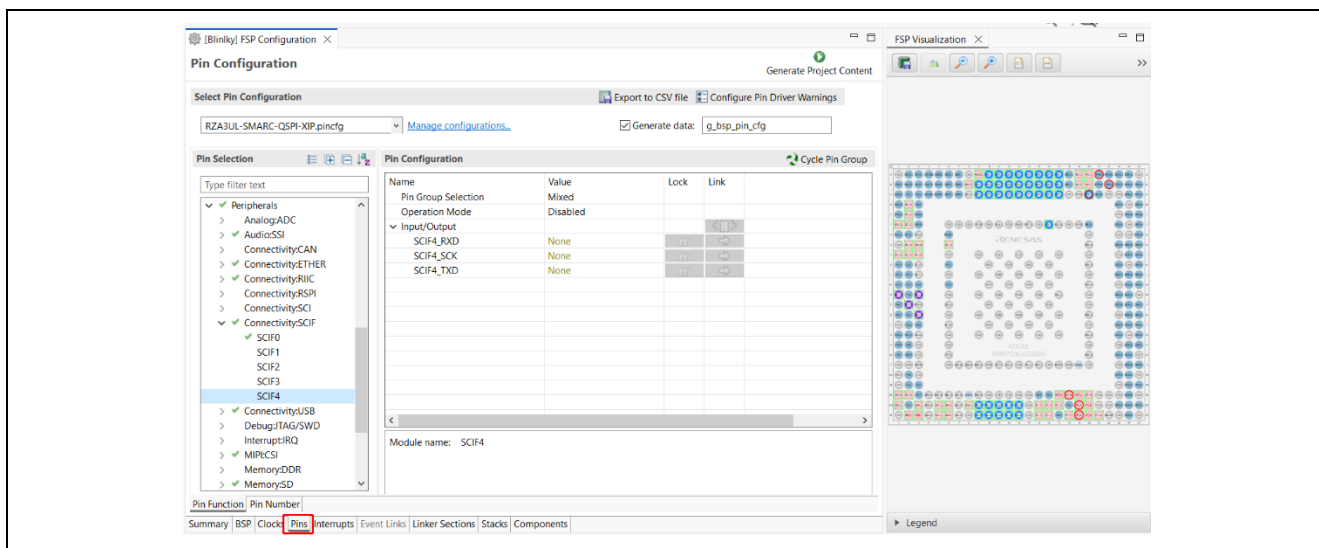 [Blinlky] FSP Configuration
FSP Visualization
Pin Configuration
Generate Project Content
Select Pin Configuration
Export to CSV file
Configure Pin Driver Warnings
RZA3UL-SMARC-QSPI-XIP.pincfg
Manage configurations...
Generate data:
g_bsp_pin_cfg
Pin Selection
Pin Configuration
Cycle Pin Group
Type filter text
Peripherals
Analog:ADC
Audio:SSI
Connectivity:CAN
Connectivity:ETHER
Connectivity:RIIC
Connectivity:RSPI
Connectivity:SCI
Connectivity:SCIF
SCIF0
SCIF1
SCIF2
SCIF3
SCIF4
Connectivity:USB
Debug:JTAG/SWD
Interrupt:IRQ
MIPI:CSI
Memory:DDR
Memory:SD
Name Value Lock Link
Pin Group Selection Mixed
Operation Mode Disabled
Input/Output
SCIF4_RXD None
SCIF4_SCK None
SCIF4_TXD None
Module name: SCIF4
RENESAS
Pin Function Pin Number
Summary BSP Clocks Pins Interrupts Event Links Linker Sections Stacks Components
Legend